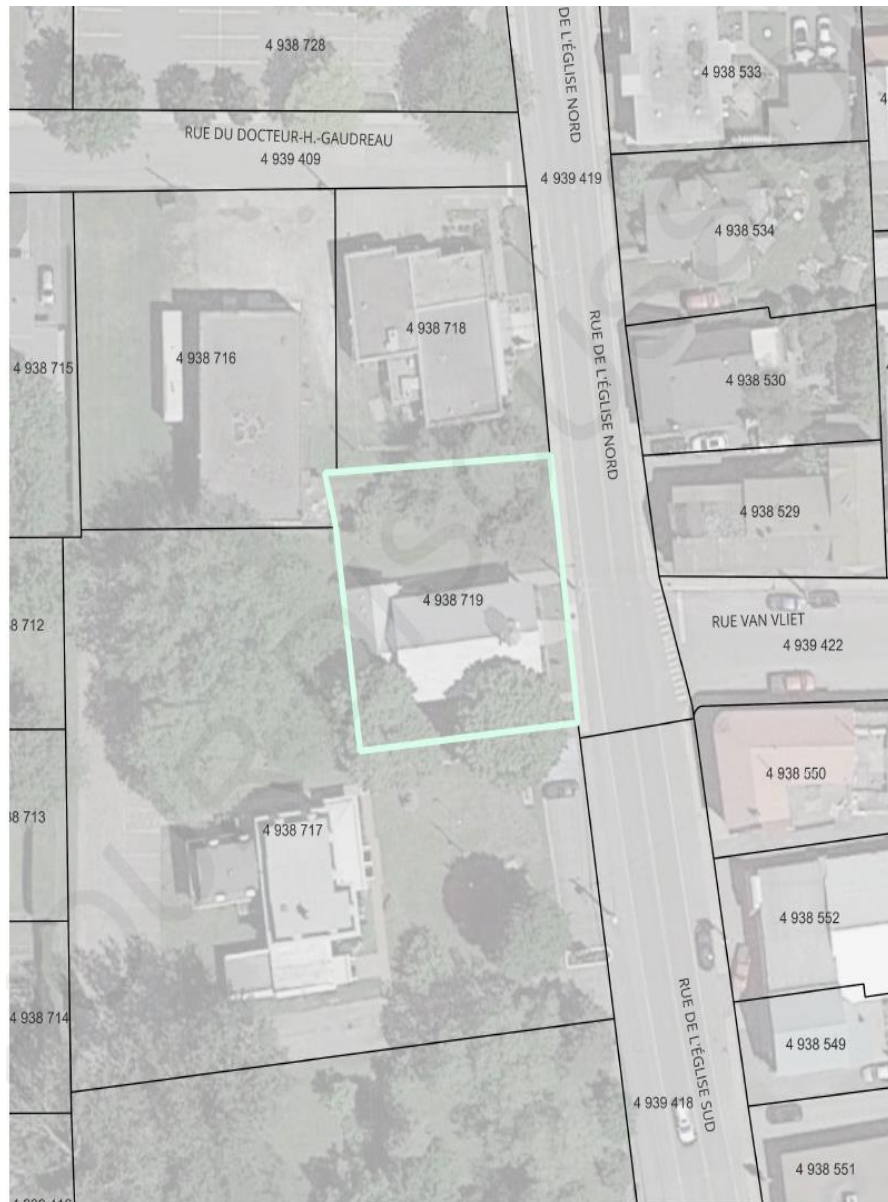 4 938 728
DE L'ÉGLISE NORD
4 938 533
RUE DU DOCTEUR-H.-GAUDREAU
4 939 409
4 939 419
4 938 534
RUE DE L'ÉGLISE NORD
4 938 718
4 938 716
4 938 715
4 938 530
4 938 529
4 938 719
8 712
RUE VAN VLIET
4 939 422
4 938 550
8 713
4 938 717
4 938 552
4 938 714
4 938 549
RUE DE L'ÉGLISE SUD
4 939 418
4 938 551